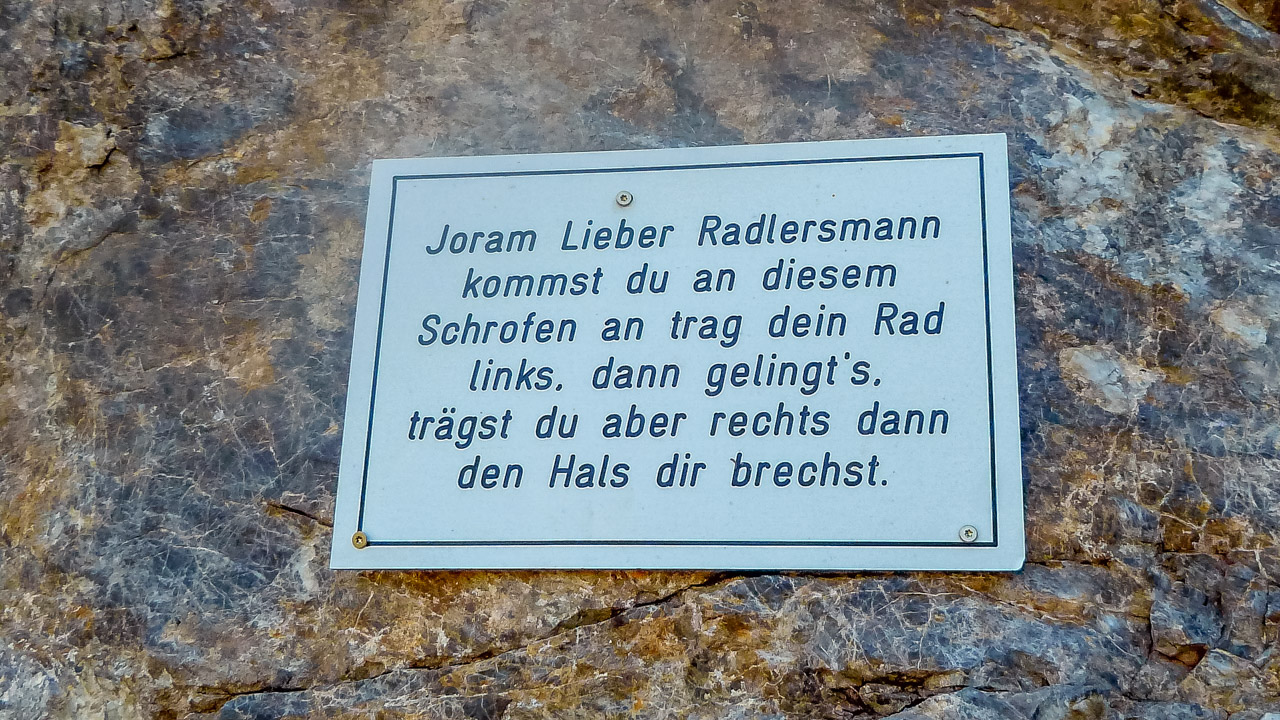 Joram Lieber Radlersmann
kommst du an diesem
Schrofen an trag dein Rad
links. dann gelingt's.
trägst du aber rechts dann
den Hals dir brechst.